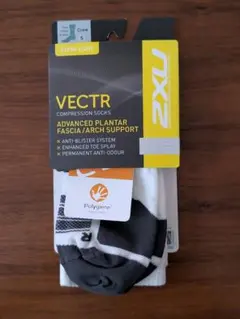 Crew
VECTR
COMPRESSION SOCKS
ADVANCED PLANTAR
FASCIA/ARCH SUPPORT
▪ ANTI-BLISTER SYSTEM
▪ ENHANCED TOE SPLAY
▪ PERMANENT ANTI-ODOUR
2XU
Polygiene
R